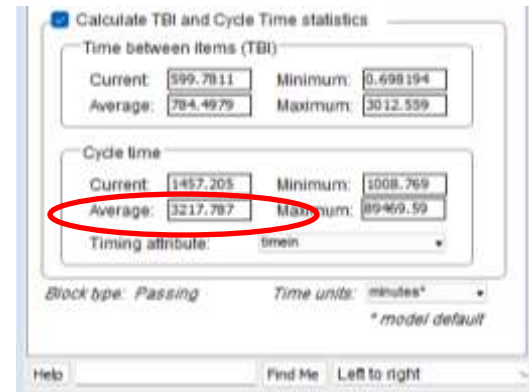 Calculate TBI and Cycle Time statistics
Time between items (TBI)
Current: 599.7811 Minimum: 0.698194
Average: 784.4979 Maximum: 3012.559
Cycle time
Current: 1457.205 Minimum: 1008.769
Average: 3217.787 Maximum: 89469.59
Timing attribute: timein
Block type: Passing Time units: minutes*
* model default
Help Find Me Left to right